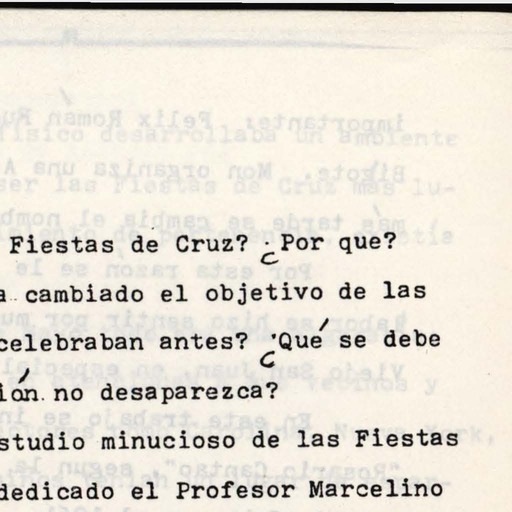 Fiestas de Cruz? ¿Por que?
a cambiado el objetivo de las
celebraban antes? ¿Qué se debe
ión no desaparezca?
studio minucioso de las Fiestas
dedicado el Profesor Marcelino